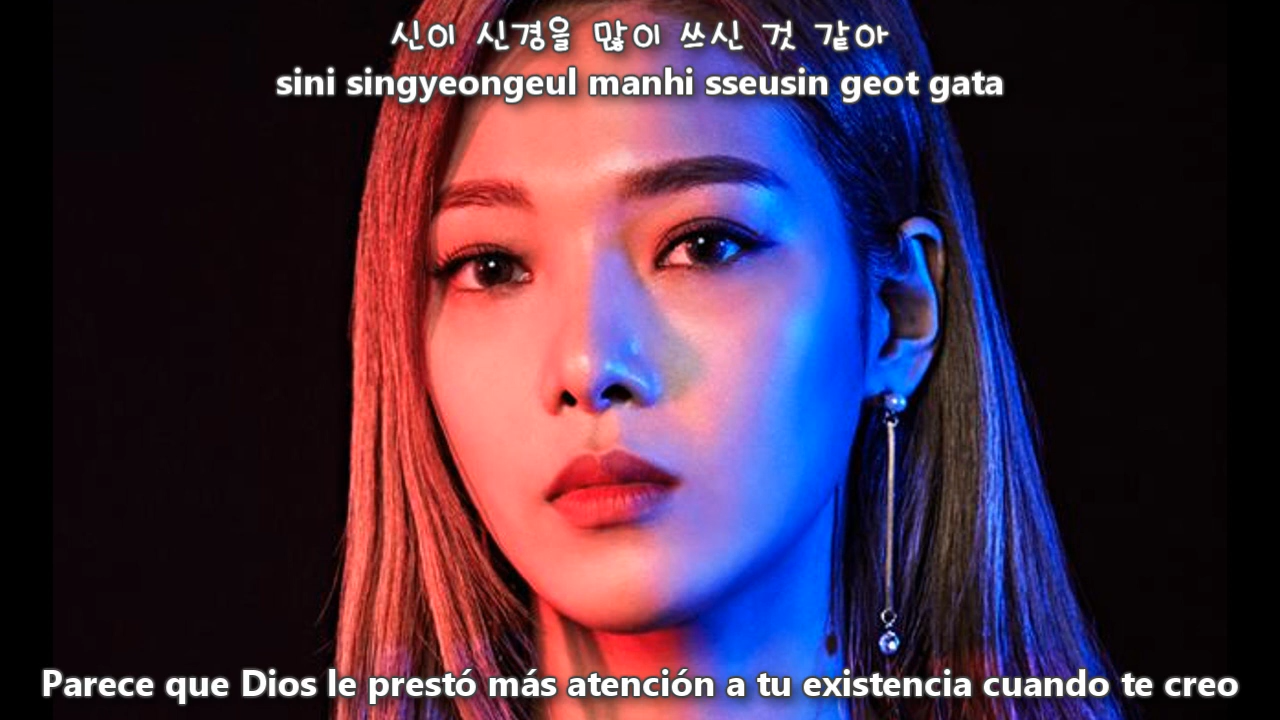 신이 신경을 많이 쓰신 것 같아
sini singyeongeul manhi sseusin geot gata
Parece que Dios le prestó más atención a tu existencia cuando te creo